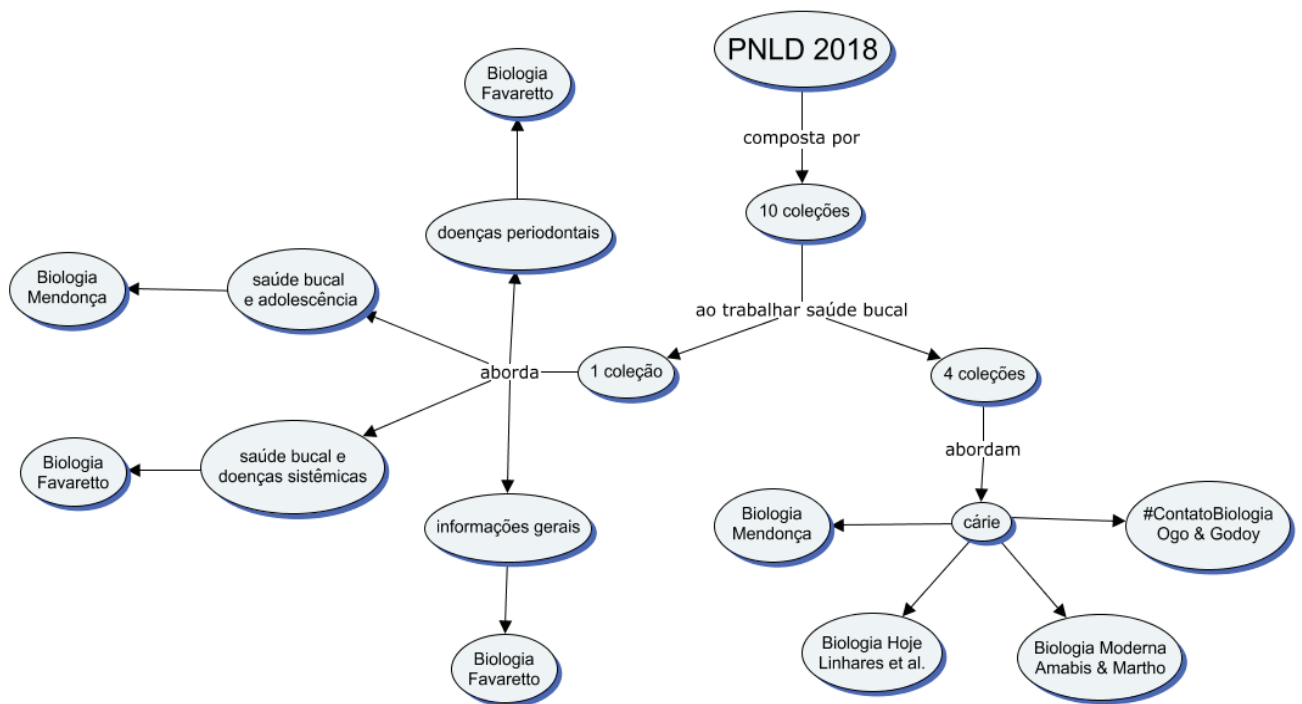 PNLD 2018
composta por
10 coleções
ao trabalhar saúde bucal
1 coleção
4 coleções
aborda
doenças periodontais
Biologia
Favaretto
saúde bucal
e adolescência
Biologia
Mendonça
saúde bucal e
doenças sistêmicas
Biologia
Favaretto
informações gerais
Biologia
Favaretto
abordam
cárie
Biologia
Mendonça
Biologia Hoje
Linhares et al.
Biologia Moderna
Amabis & Martho
#ContatoBiologia
Ogo & Godoy